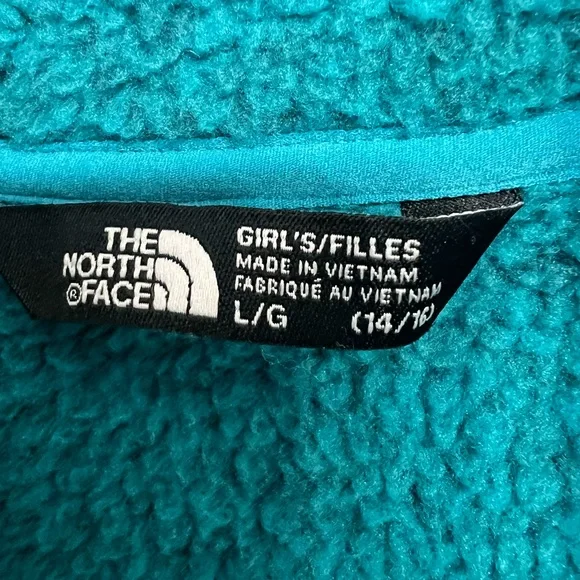 THE
NORTH
®FACE
GIRL'S/FILLES
MADE IN VIETNAM
FABRIQUÉ AU VIETNAM
L/G (14/16)